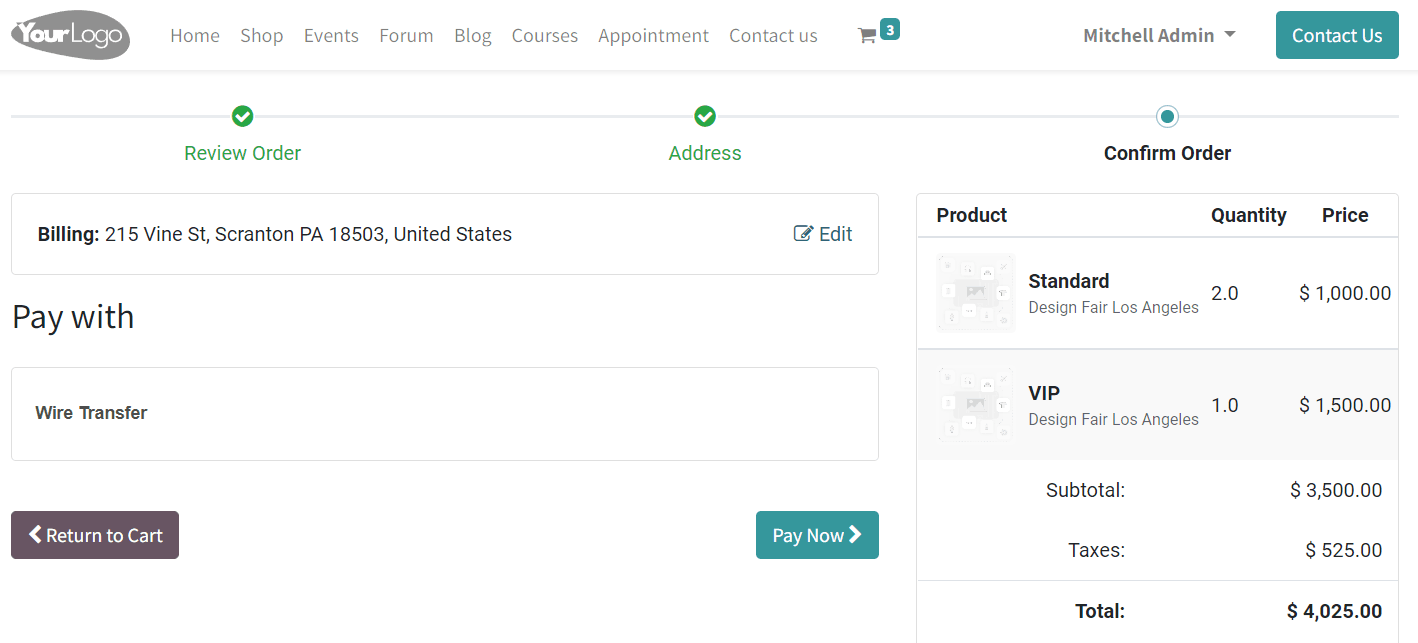 YourLogo Home Shop Events Forum Blog Courses Appointment Contact us 3 Mitchell Admin Contact Us
Review Order Address Confirm Order
Billing: 215 Vine St, Scranton PA 18503, United States Edit
Pay with
Wire Transfer
Return to Cart Pay Now
Product Quantity Price
Standard
Design Fair Los Angeles
2.0 $ 1,000.00
VIP
Design Fair Los Angeles
1.0 $ 1,500.00
Subtotal: $ 3,500.00
Taxes: $ 525.00
Total: $ 4,025.00